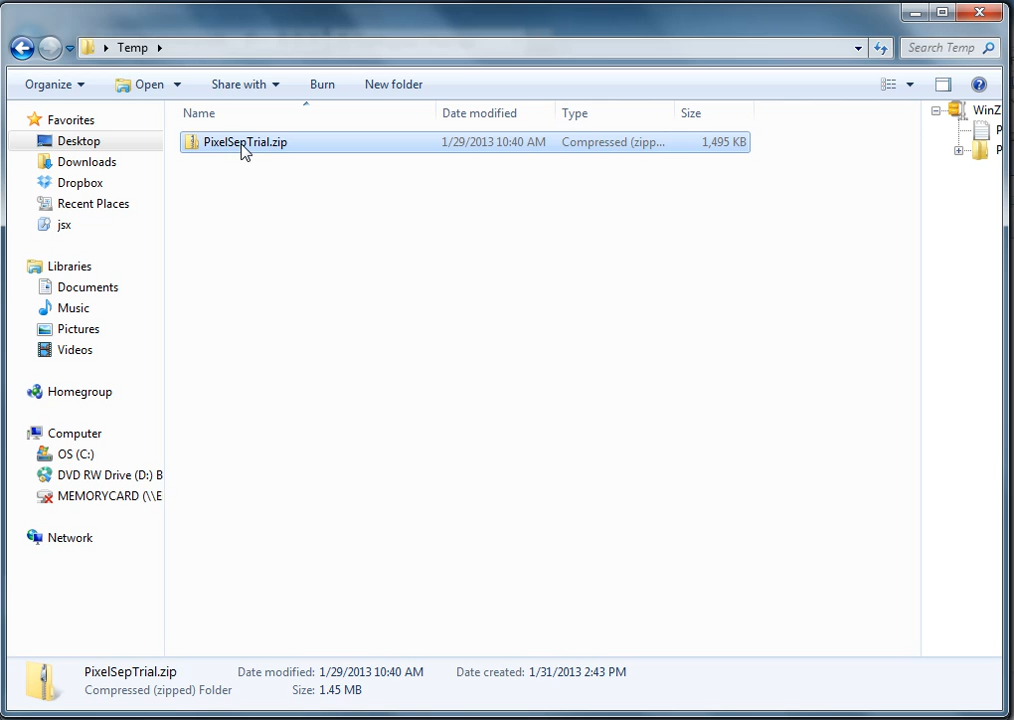 Temp
Search Temp
Organize
Open
Share with
Burn
New folder
Name
Date modified
Type
Size
PixelSepTrial.zip
1/29/2013 10:40 AM
Compressed (zipp...
1,495 KB
Favorites
Desktop
Downloads
Dropbox
Recent Places
jsx
Libraries
Documents
Music
Pictures
Videos
Homegroup
Computer
OS (C:)
DVD RW Drive (D:) B
MEMORYCARD (\\E
Network
WinZ
P
P
PixelSepTrial.zip
Date modified: 1/29/2013 10:40 AM
Date created: 1/31/2013 2:43 PM
Compressed (zipped) Folder
Size: 1.45 MB